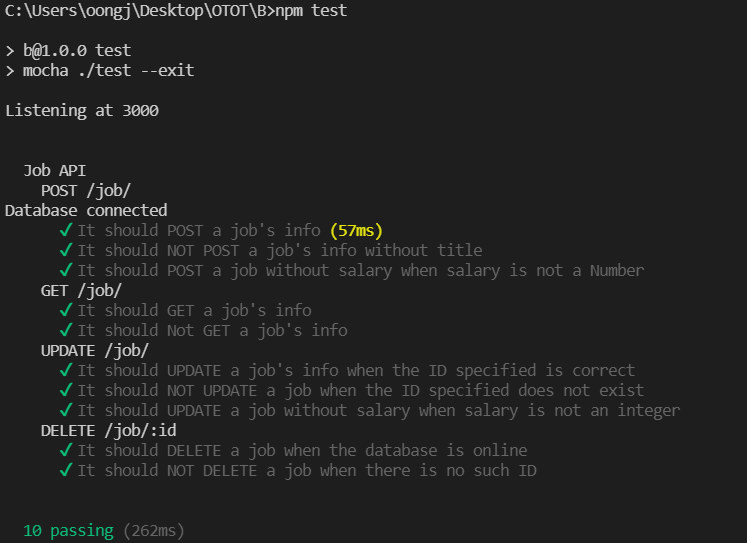 C:\Users\oongj\Desktop\OTOT\B>npm test
> b@1.0.0 test
> mocha ./test --exit
Listening at 3000
Job API
POST /job/
Database connected
✓ It should POST a job's info (57ms)
✓ It should NOT POST a job's info without title
✓ It should POST a job without salary when salary is not a Number
GET /job/
✓ It should GET a job's info
✓ It should Not GET a job's info
UPDATE /job/
✓ It should UPDATE a job's info when the ID specified is correct
✓ It should NOT UPDATE a job when the ID specified does not exist
✓ It should UPDATE a job without salary when salary is not an integer
DELETE /job/:id
✓ It should DELETE a job when the database is online
✓ It should NOT DELETE a job when there is no such ID
10 passing (262ms)